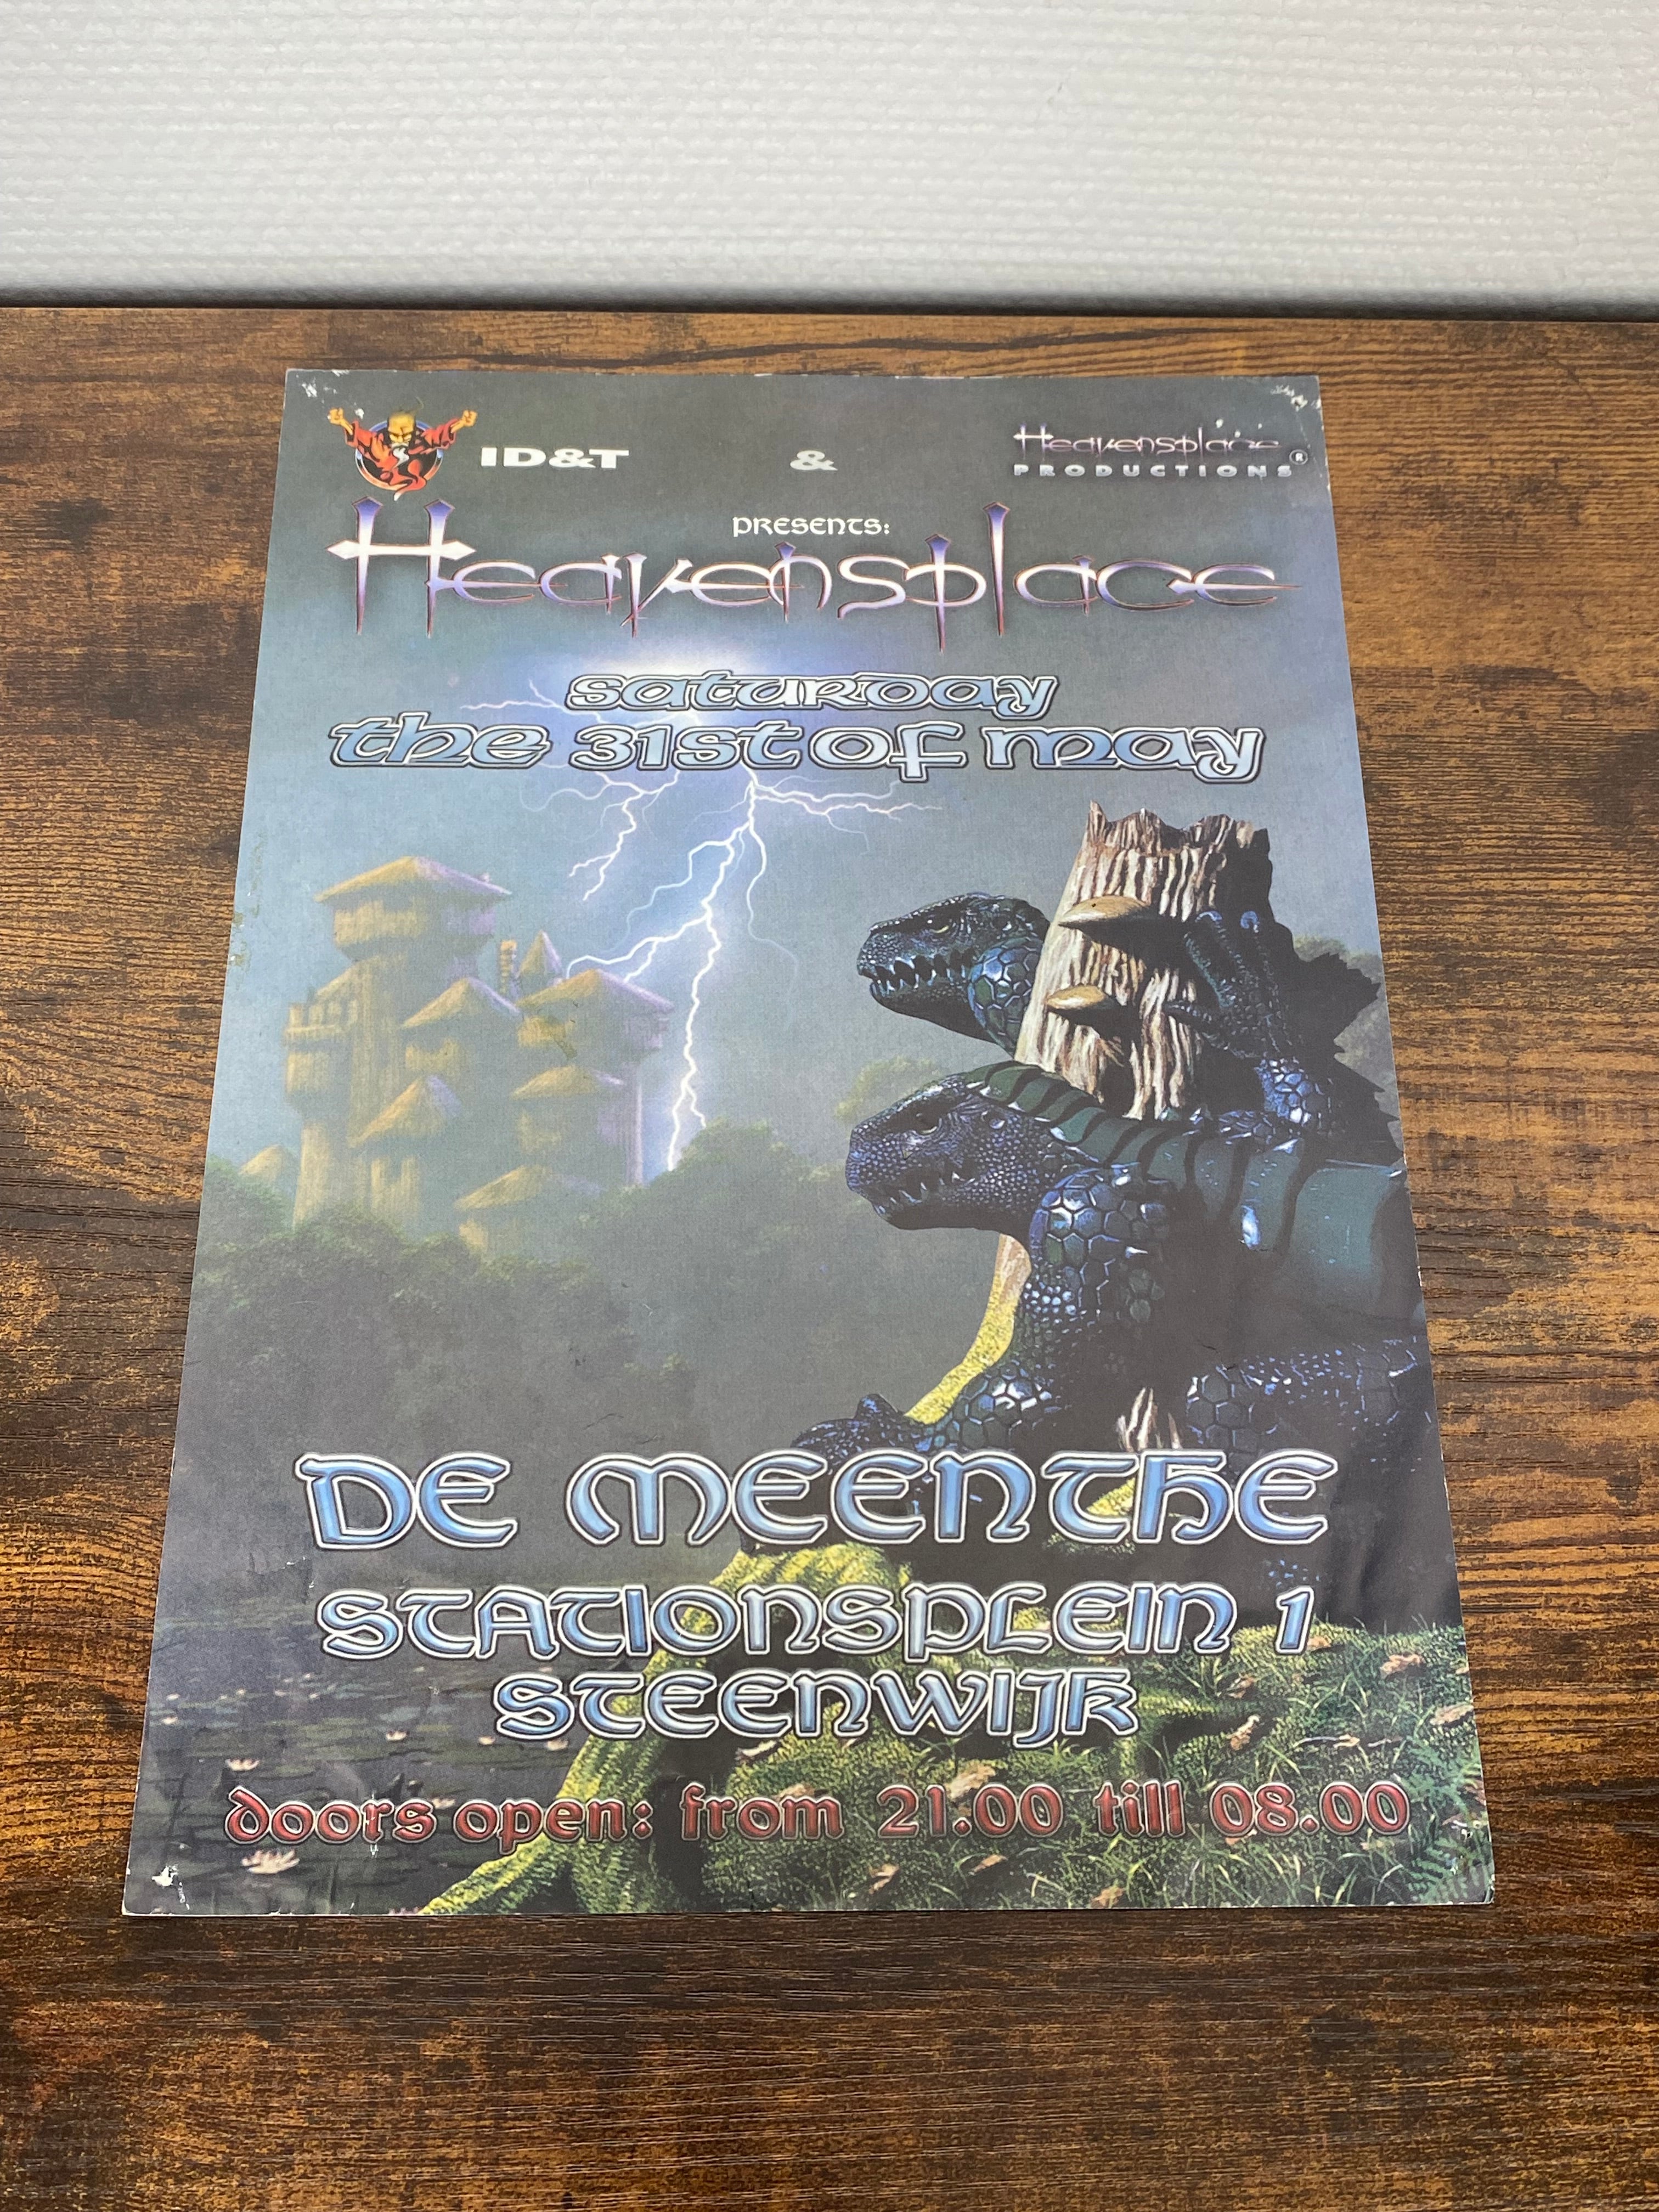 ID&T & Heavensplace
PRODUCTIONS®
PRESENTS:
Heavensplace
saturday
the 31st of may
DE MEENTHE
STATIONSPLEIN 1
STEENWIJK
doors open: from 21.00 till 08.00